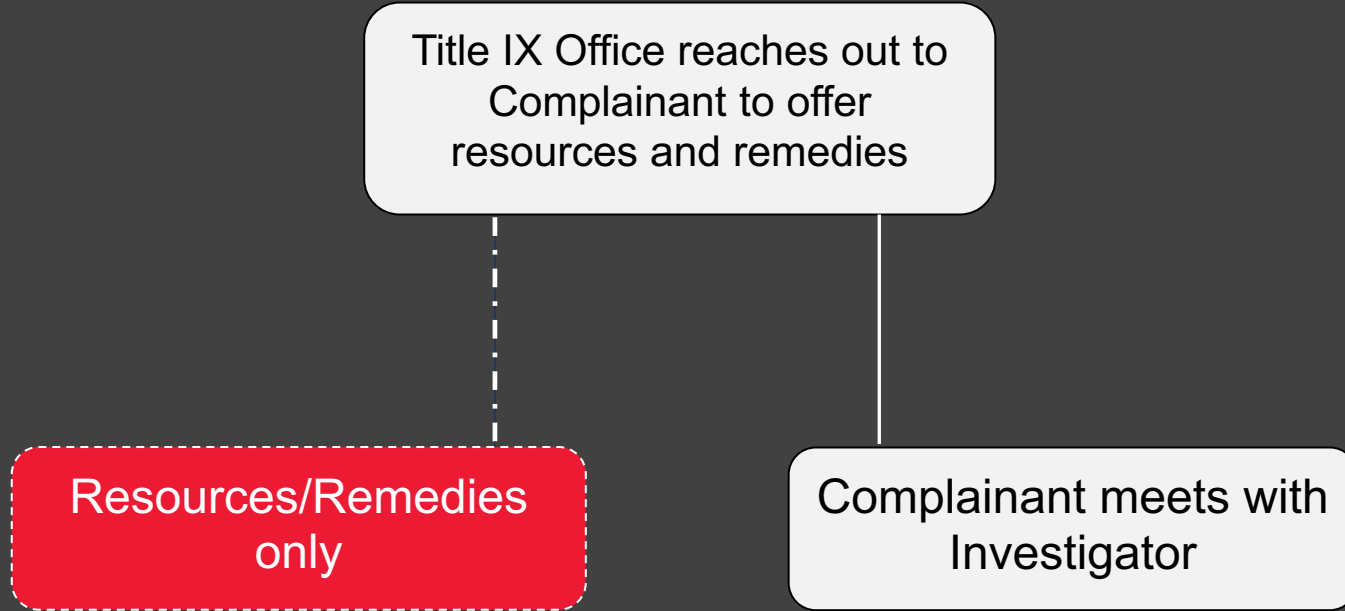 Title IX Office reaches out to
Complainant to offer
resources and remedies
Resources/Remedies
only
Complainant meets with
Investigator